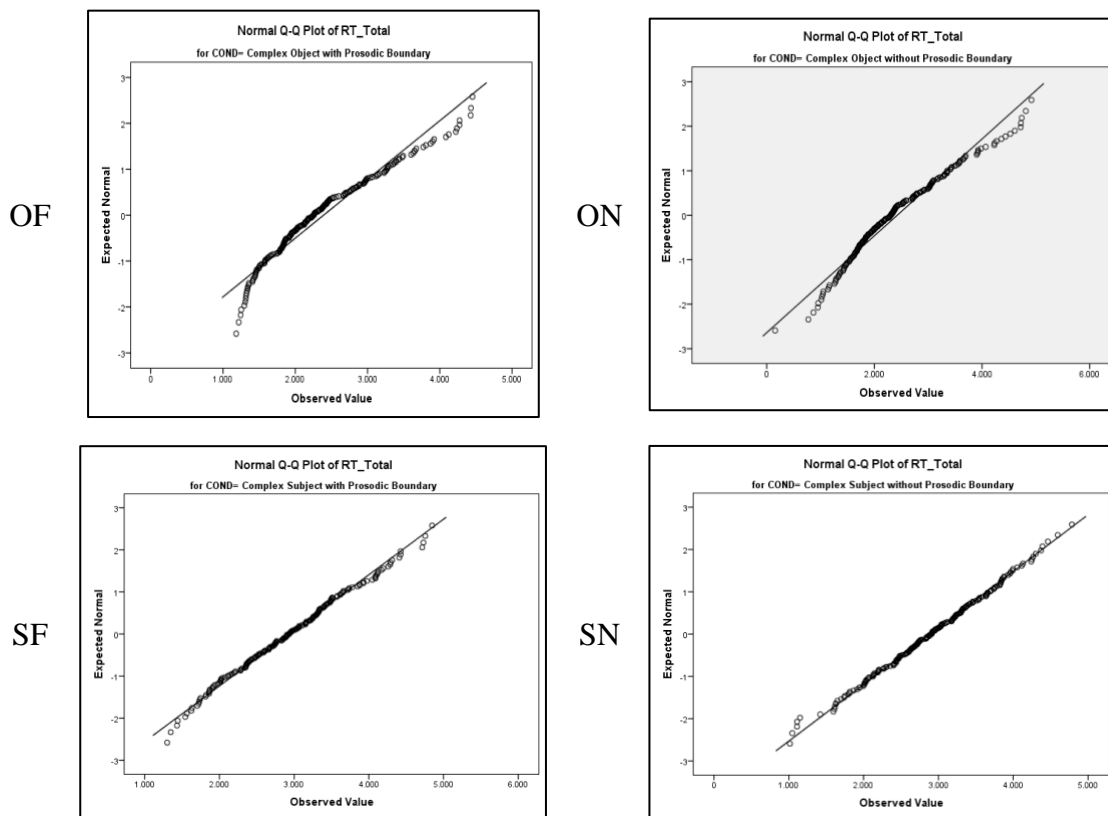 Normal Q-Q Plot of RT_Total
for COND= Complex Object with Prosodic Boundary
OF
Expected Normal
3
2
1
0
-1
-2
-3
0 1.000 2.000 3.000 4.000 5.000
Observed Value
Normal Q-Q Plot of RT_Total
for COND= Complex Object without Prosodic Boundary
ON
Expected Normal
3
2
1
0
-1
-2
-3
0 2.000 4.000 6.000
Observed Value
Normal Q-Q Plot of RT_Total
for COND= Complex Subject with Prosodic Boundary
SF
Expected Normal
3
2
1
0
-1
-2
-3
1.000 2.000 3.000 4.000 5.000 6.000
Observed Value
Normal Q-Q Plot of RT_Total
for COND= Complex Subject without Prosodic Boundary
SN
Expected Normal
3
2
1
0
-1
-2
-3
0 1.000 2.000 3.000 4.000 5.000
Observed Value